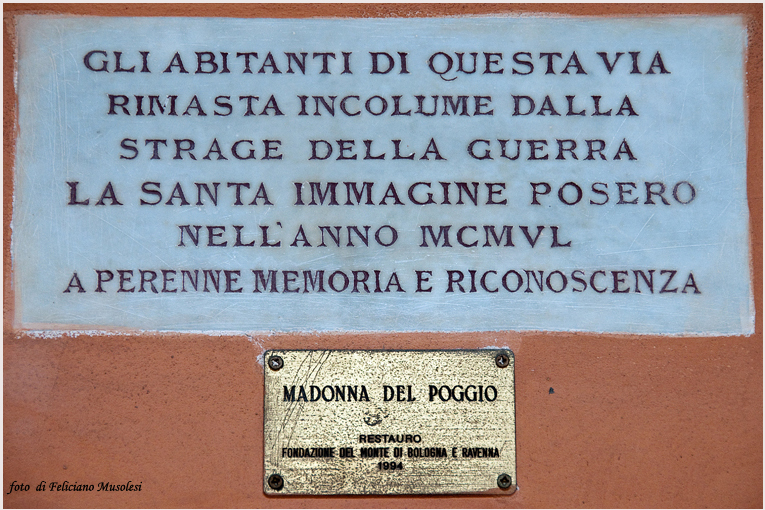 GLI ABITANTI DI QUESTA VIA
RIMASTA INCOLUME DALLA
STRAGE DELLA GUERRA
LA SANTA IMMAGINE POSERO
NELL'ANNO MCMVL
A PERENNE MEMORIA E RICONOSCENZA
MADONNA DEL POGGIO
RESTAURO
FONDAZIONE DEL MONTE DI BOLOGNA E RAVENNA
1994
foto di Feliciano Musolesi